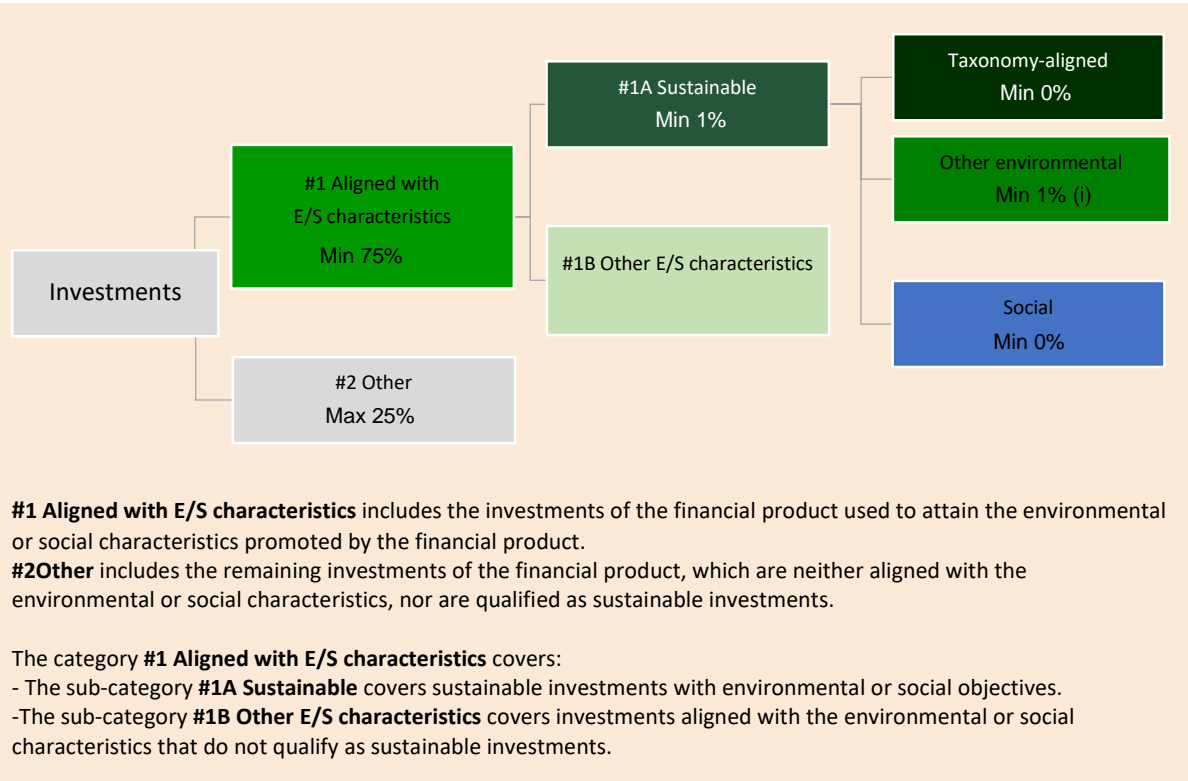 Taxonomy-aligned
Min 0%
#1A Sustainable
Min 1%
Other environmental
Min 1% (i)
#1 Aligned with
E/S characteristics
Min 75%
#1B Other E/S characteristics
Investments
Social
Min 0%
#2 Other
Max 25%
#1 Aligned with E/S characteristics includes the investments of the financial product used to attain the environmental
or social characteristics promoted by the financial product.
#2Other includes the remaining investments of the financial product, which are neither aligned with the
environmental or social characteristics, nor are qualified as sustainable investments.
The category #1 Aligned with E/S characteristics covers:
- The sub-category #1A Sustainable covers sustainable investments with environmental or social objectives.
-The sub-category #1B Other E/S characteristics covers investments aligned with the environmental or social
characteristics that do not qualify as sustainable investments.